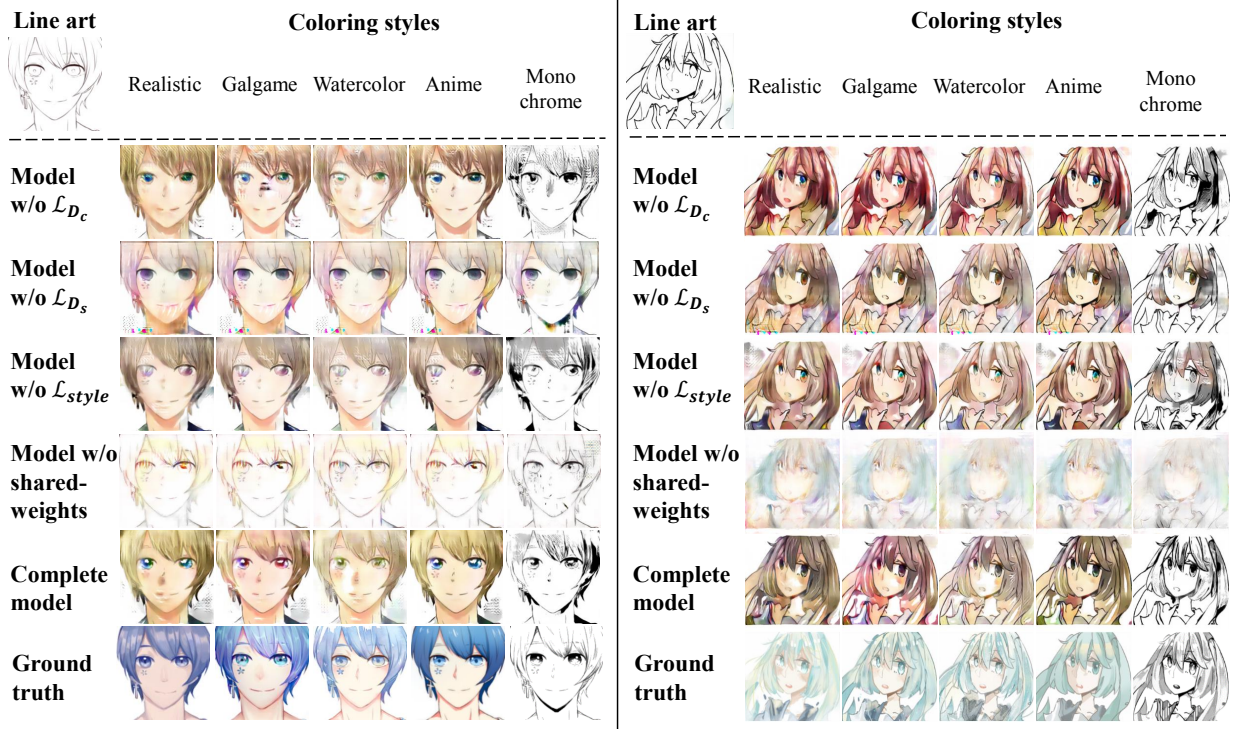 Line art
Coloring styles
Realistic Galgame Watercolor Anime Mono
chrome
Model
w/o ℒ_{D_c}
Model
w/o ℒ_{D_s}
Model
w/o ℒ_{style}
Model w/o
shared-
weights
Complete
model
Ground
truth
Line art
Coloring styles
Realistic Galgame Watercolor Anime Mono
chrome
Model
w/o ℒ_{D_c}
Model
w/o ℒ_{D_s}
Model
w/o ℒ_{style}
Model w/o
shared-
weights
Complete
model
Ground
truth